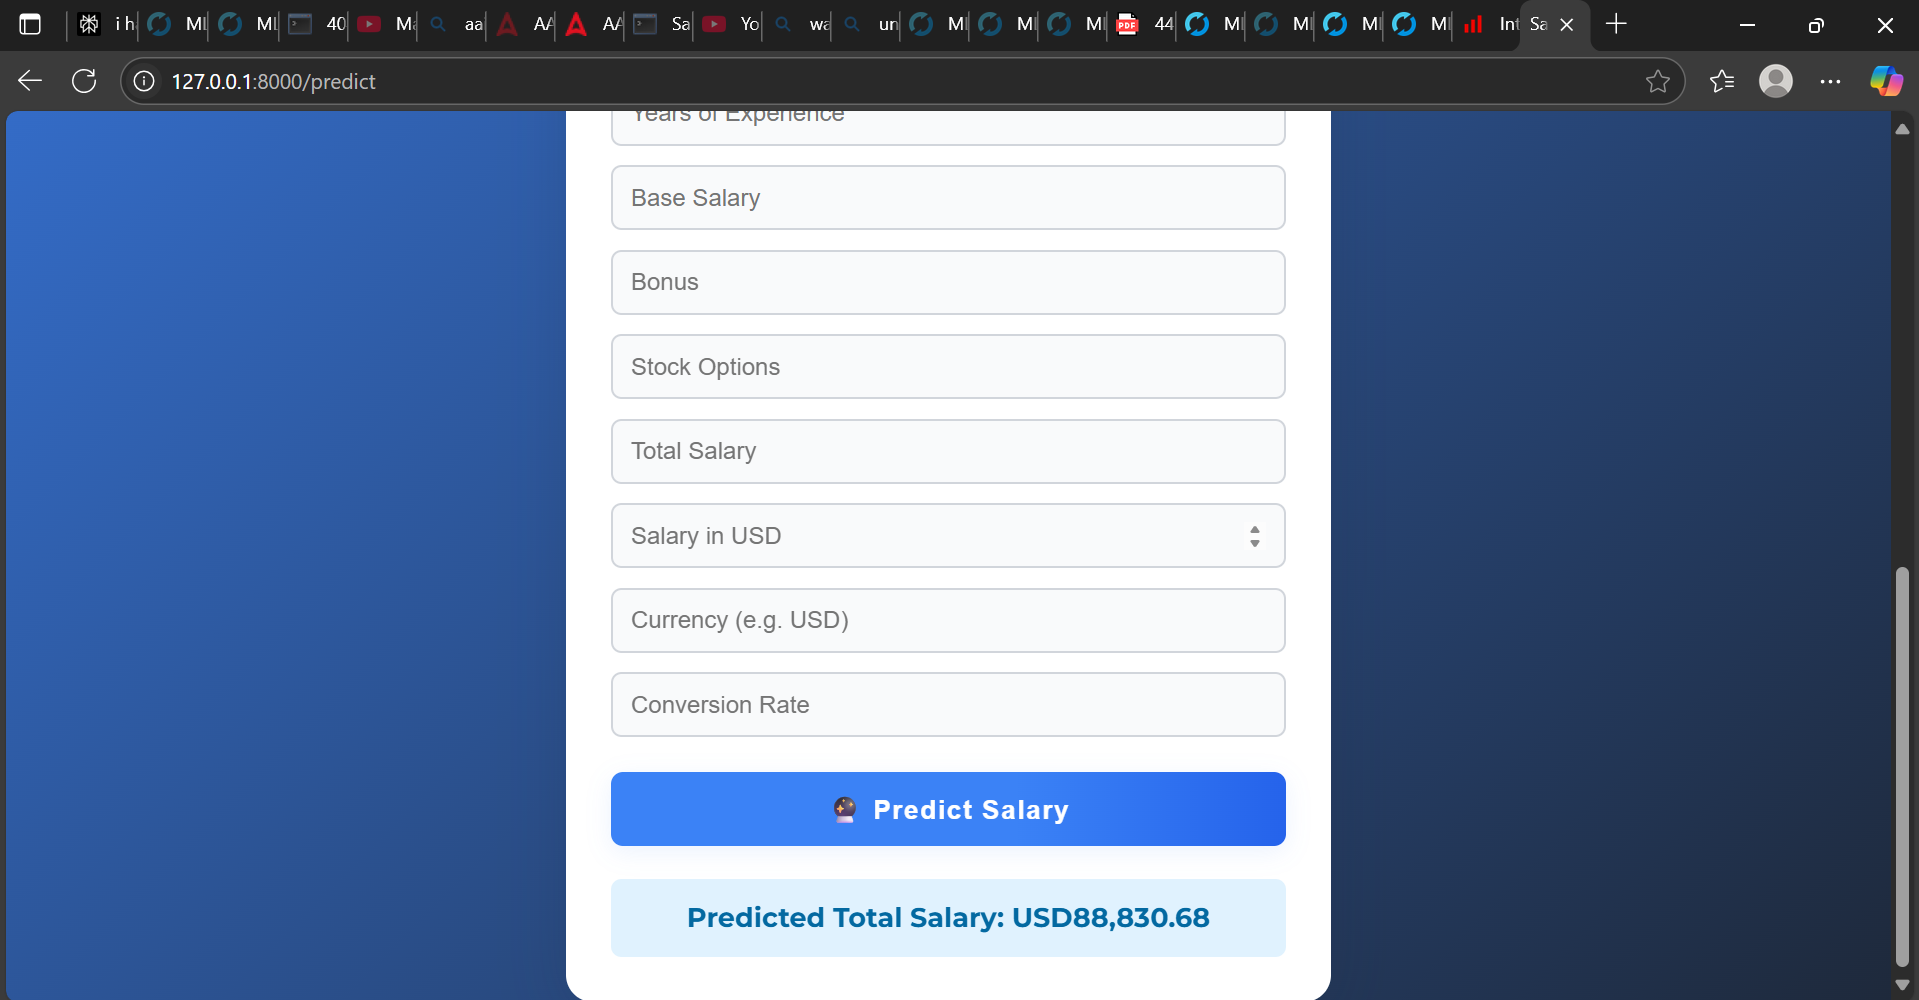 i h
MI
MI
40
Ma
aa
AA
AA
Sa
Yo
wa
un
MI
MI
MI
44
MI
MI
MI
MI
Int
Sa
127.0.0.1:8000/predict
Years of Experience
Base Salary
Bonus
Stock Options
Total Salary
Salary in USD
Currency (e.g. USD)
Conversion Rate
Predict Salary
Predicted Total Salary: USD88,830.68